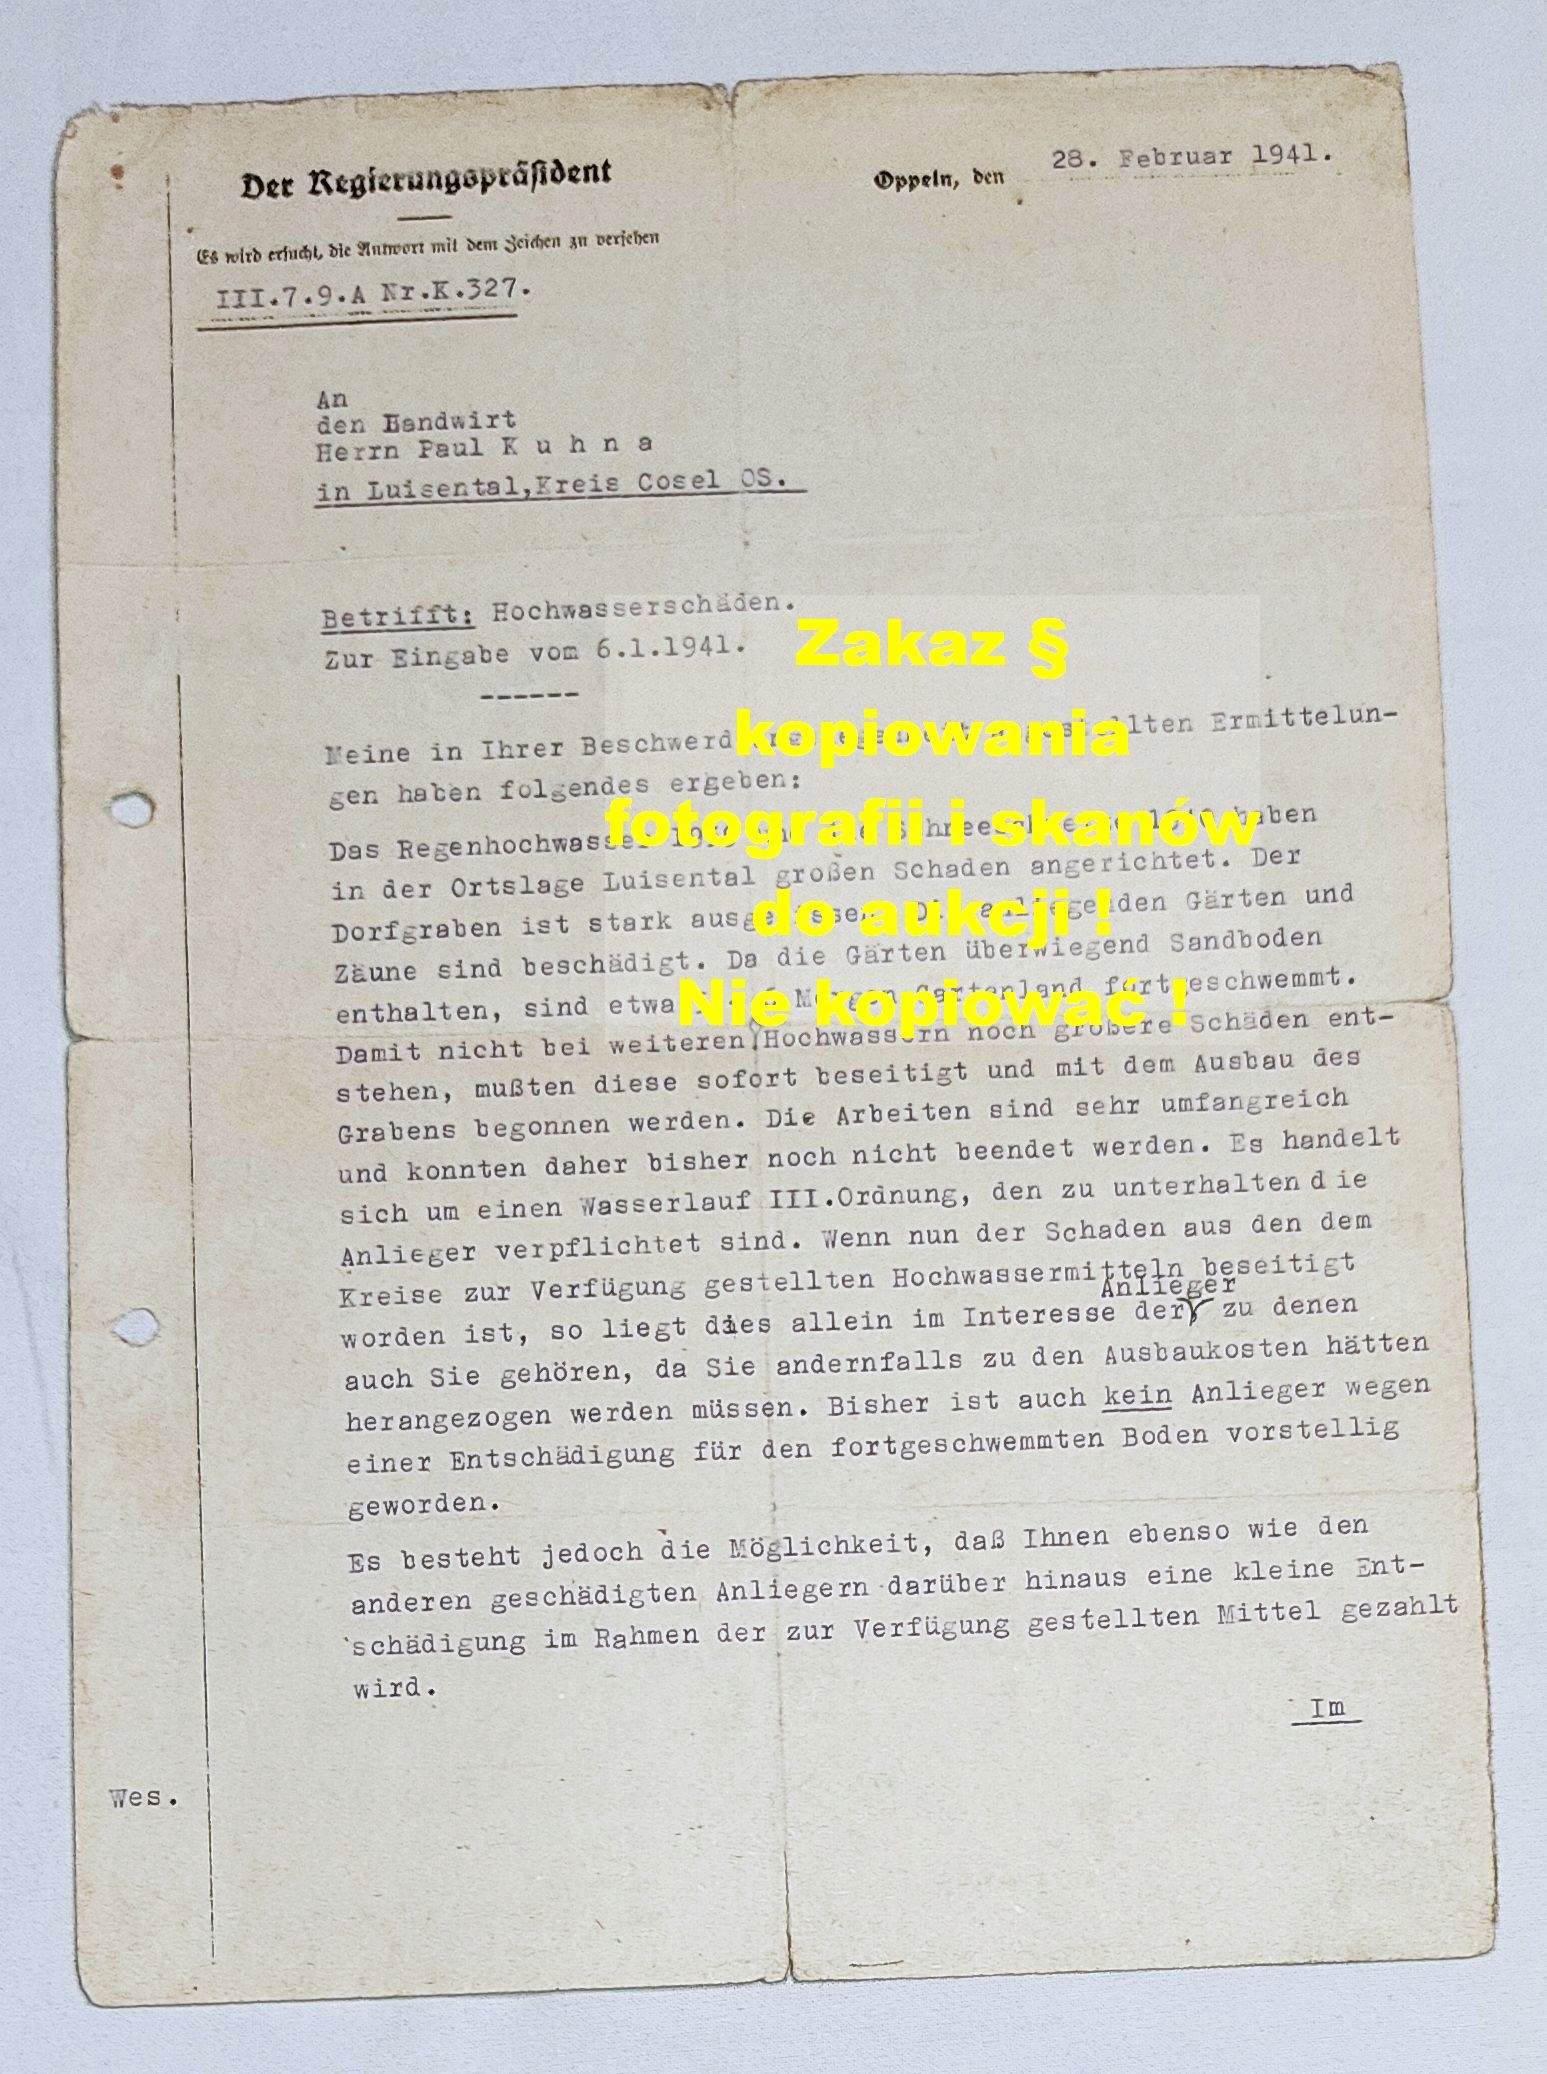 Der Regierungspräsident
Oppeln, den 28. Februar 1941.
Es wird ersucht, die Antwort mit dem Zeichen zu versehen
III.7.9.A Nr.K.327.
An
den Landwirt
Herrn Paul K u h n a
in Luisental,Kreis Cosel OS.
Betrifft: Hochwasserschäden.
Zur Eingabe vom 6.1.1941.
------
Zakaz §
kopiowania
fotografii i skanów
do aukcji !
Nie kopiować !
Meine in Ihrer Ermittelun-
gen haben folgendes ergeben:
Das Regenhochwasser haben
in der Ortslage Luisental großen Schaden angerichtet. Der
Dorfgraben ist stark Gärten und
Zäune sind beschädigt. Da die Gärten überwiegend Sandboden
enthalten, sind etwa fortgeschwemmt.
Damit nicht bei weiteren Hochwassern noch größere Schäden ent-
stehen, mußten diese sofort beseitigt und mit dem Ausbau des
Grabens begonnen werden. Die Arbeiten sind sehr umfangreich
und konnten daher bisher noch nicht beendet werden. Es handelt
sich um einen Wasserlauf III.Ordnung, den zu unterhalten d ie
Anlieger verpflichtet sind. Wenn nun der Schaden aus den dem
Kreise zur Verfügung gestellten Hochwassermitteln beseitigt
Anlieger
worden ist, so liegt dies allein im Interesse der zu denen
auch Sie gehören, da Sie andernfalls zu den Ausbaukosten hätten
herangezogen werden müssen. Bisher ist auch kein Anlieger wegen
einer Entschädigung für den fortgeschwemmten Boden vorstellig
geworden.
Es besteht jedoch die Möglichkeit, daß Ihnen ebenso wie den
anderen geschädigten Anliegern darüber hinaus eine kleine Ent-
schädigung im Rahmen der zur Verfügung gestellten Mittel gezahlt
wird.
Im
Wes.